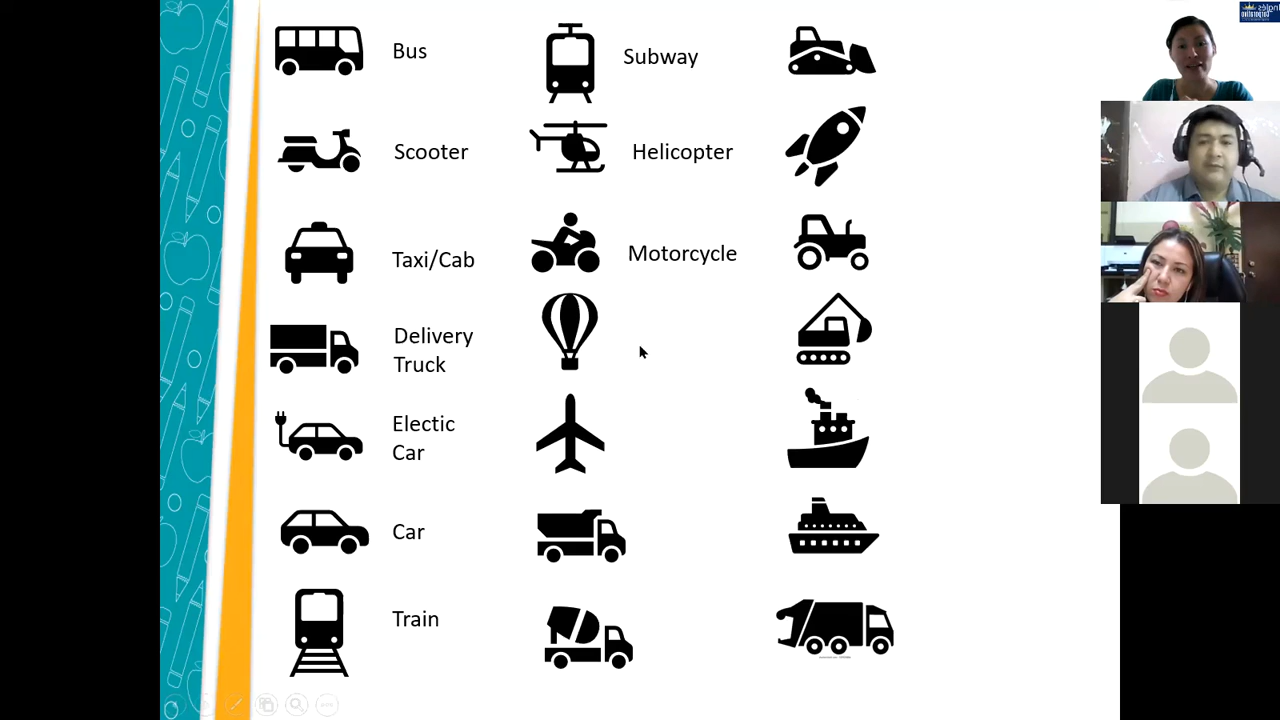 Bus
Subway
Scooter
Helicopter
Taxi/Cab
Motorcycle
Delivery
Truck
Electic
Car
Car
Train